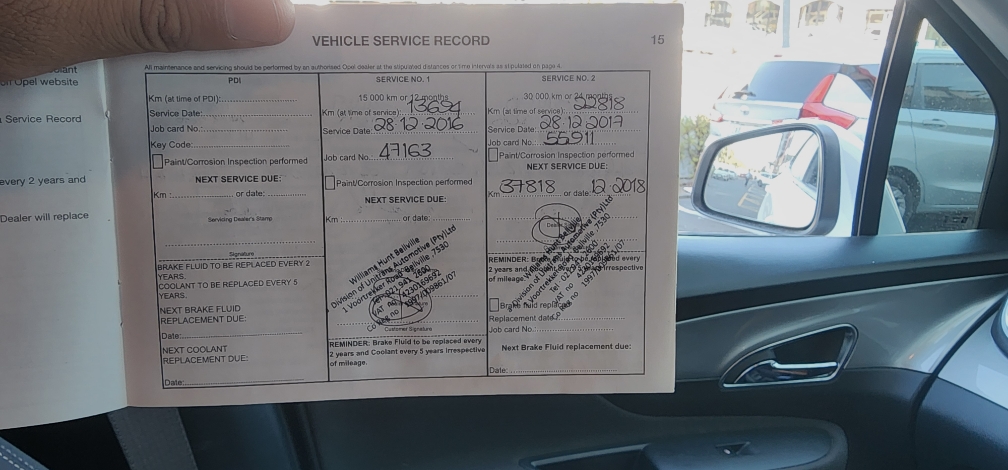 Opel website
Service Record
every 2 years and
Dealer will replace
VEHICLE SERVICE RECORD
15
All maintenance and servicing should be performed by an authorised Opel dealer at the stipulated distances or time intervals as stipulated on page 4.
PDI
Km (at time of PDI):
Service Date:
Job card No.:
Key Code:
Paint/Corrosion Inspection performed
NEXT SERVICE DUE:
Km : or date:
Servicing Dealer's Stamp
Signature
BRAKE FLUID TO BE REPLACED EVERY 2
YEARS.
COOLANT TO BE REPLACED EVERY 5
YEARS.
NEXT BRAKE FLUID
REPLACEMENT DUE:
Date:
NEXT COOLANT
REPLACEMENT DUE:
Date:
SERVICE NO. 1
15 000 km or 12 months
Km (at time of service): 13694
Service Date: 28 12 2016
Job card No. 47163
Paint/Corrosion Inspection performed
NEXT SERVICE DUE:
Km : or date:
Williams Hunt Bellville
Division of Unitrans Automotive (Pty) Ltd
1 Voortrekker Road, Bellville 7530
Customer Signature
REMINDER: Brake Fluid to be replaced every
2 years and Coolant every 5 years irrespective
of mileage.
SERVICE NO. 2
30 000 km or 24 months
Km (at time of service): 22818
Service Date: 28 12 2017
Job card No.: 55911
Paint/Corrosion Inspection performed
NEXT SERVICE DUE:
Km 37818 or date: 12 2018
REMINDER: Brake Fluid to be replaced every
2 years and Coolant every 5 years irrespective
of mileage.
Brake fluid replaced
Replacement date:
Job card No.:
Next Brake Fluid replacement due:
Date: